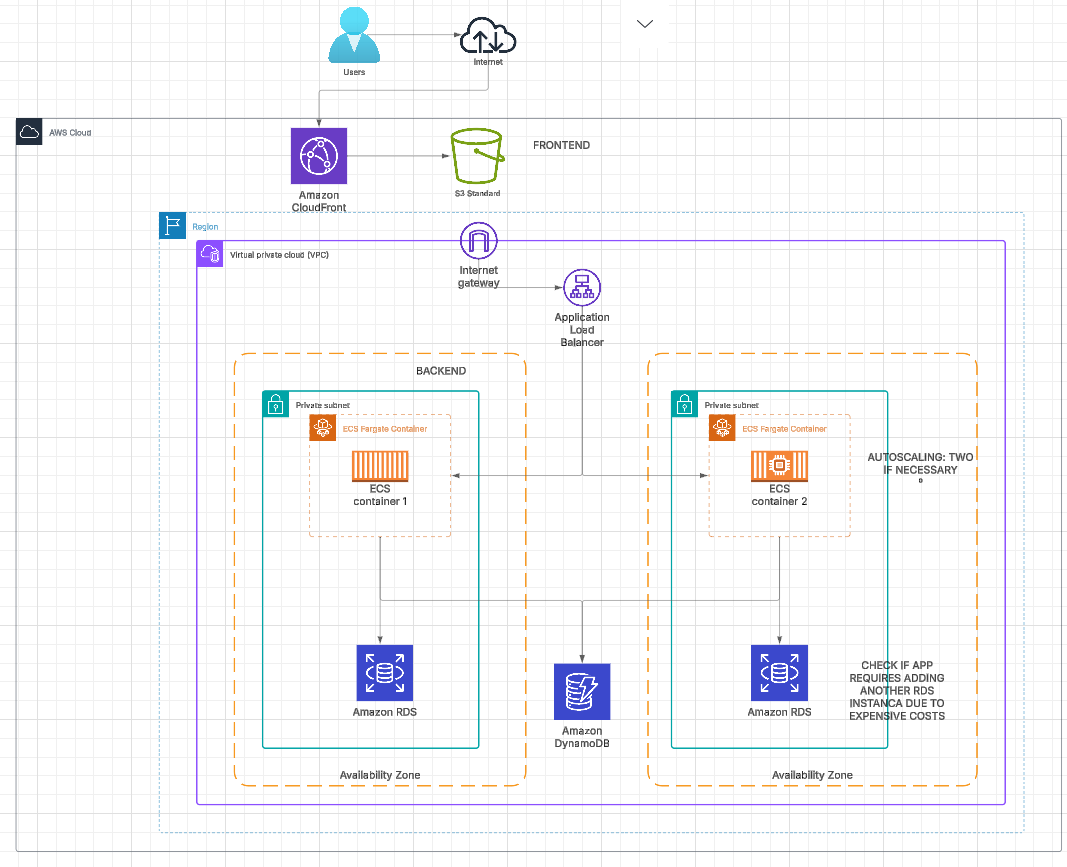 Users
Internet
AWS Cloud
FRONTEND
Amazon
CloudFront
S3 Standard
Region
Virtual private cloud (VPC)
Internet
gateway
Application
Load
Balancer
BACKEND
Private subnet
ECS Fargate Container
ECS
container 1
Private subnet
ECS Fargate Container
ECS
container 2
AUTOSCALING: TWO
IF NECESSARY
Amazon RDS
Amazon
DynamoDB
Amazon RDS
CHECK IF APP
REQUIRES ADDING
ANOTHER RDS
INSTANCA DUE TO
EXPENSIVE COSTS
Availability Zone
Availability Zone